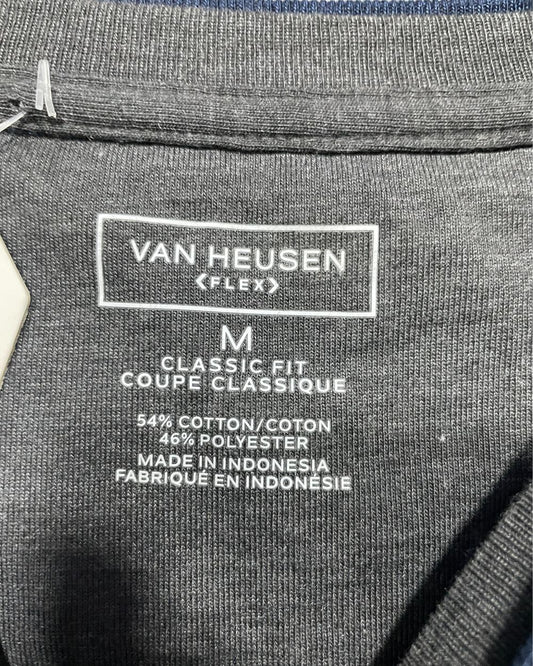 VAN HEUSEN
<FLEX>
M
CLASSIC FIT
COUPE CLASSIQUE
54% COTTON/COTON
46% POLYESTER
MADE IN INDONESIA
FABRIQUÉ EN INDONÉSIE